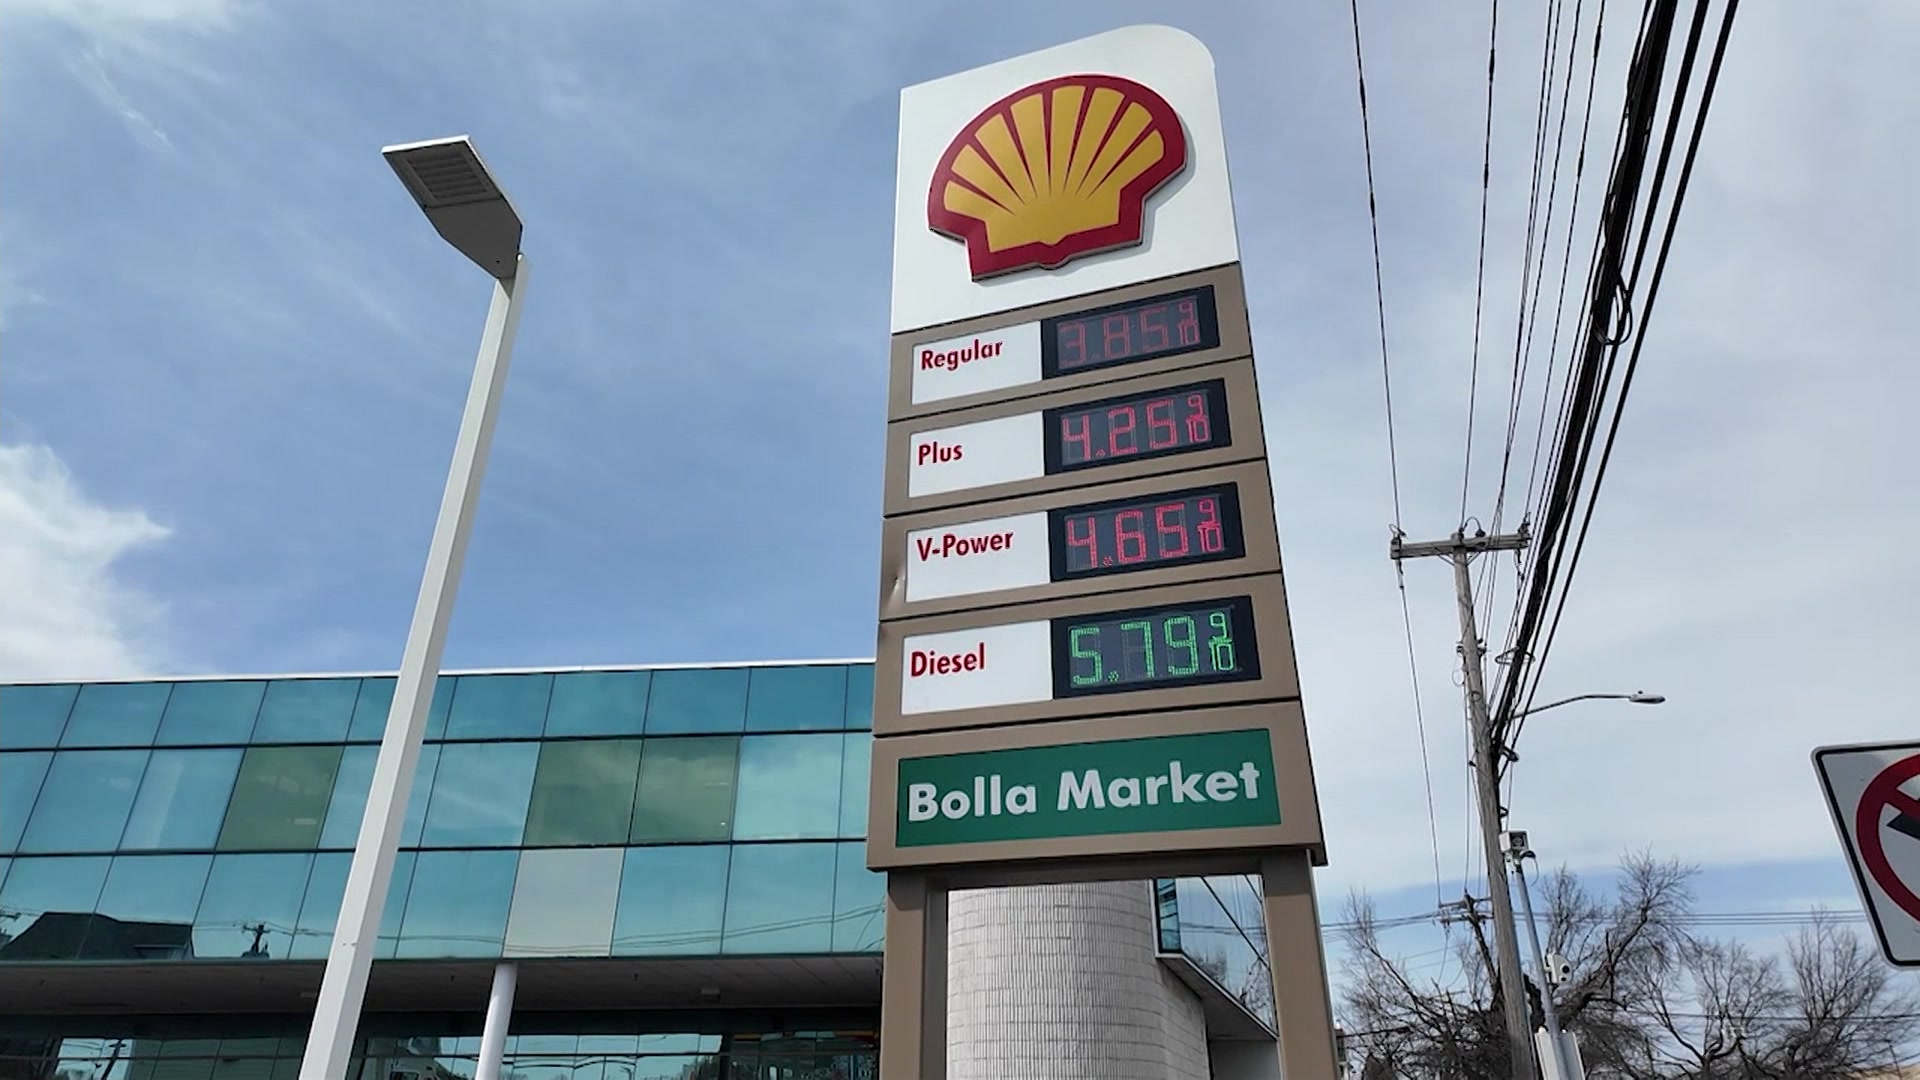 Regular 3.85 9/10
Plus 4.25 9/10
V-Power 4.65 9/10
Diesel 5.79 9/10
Bolla Market